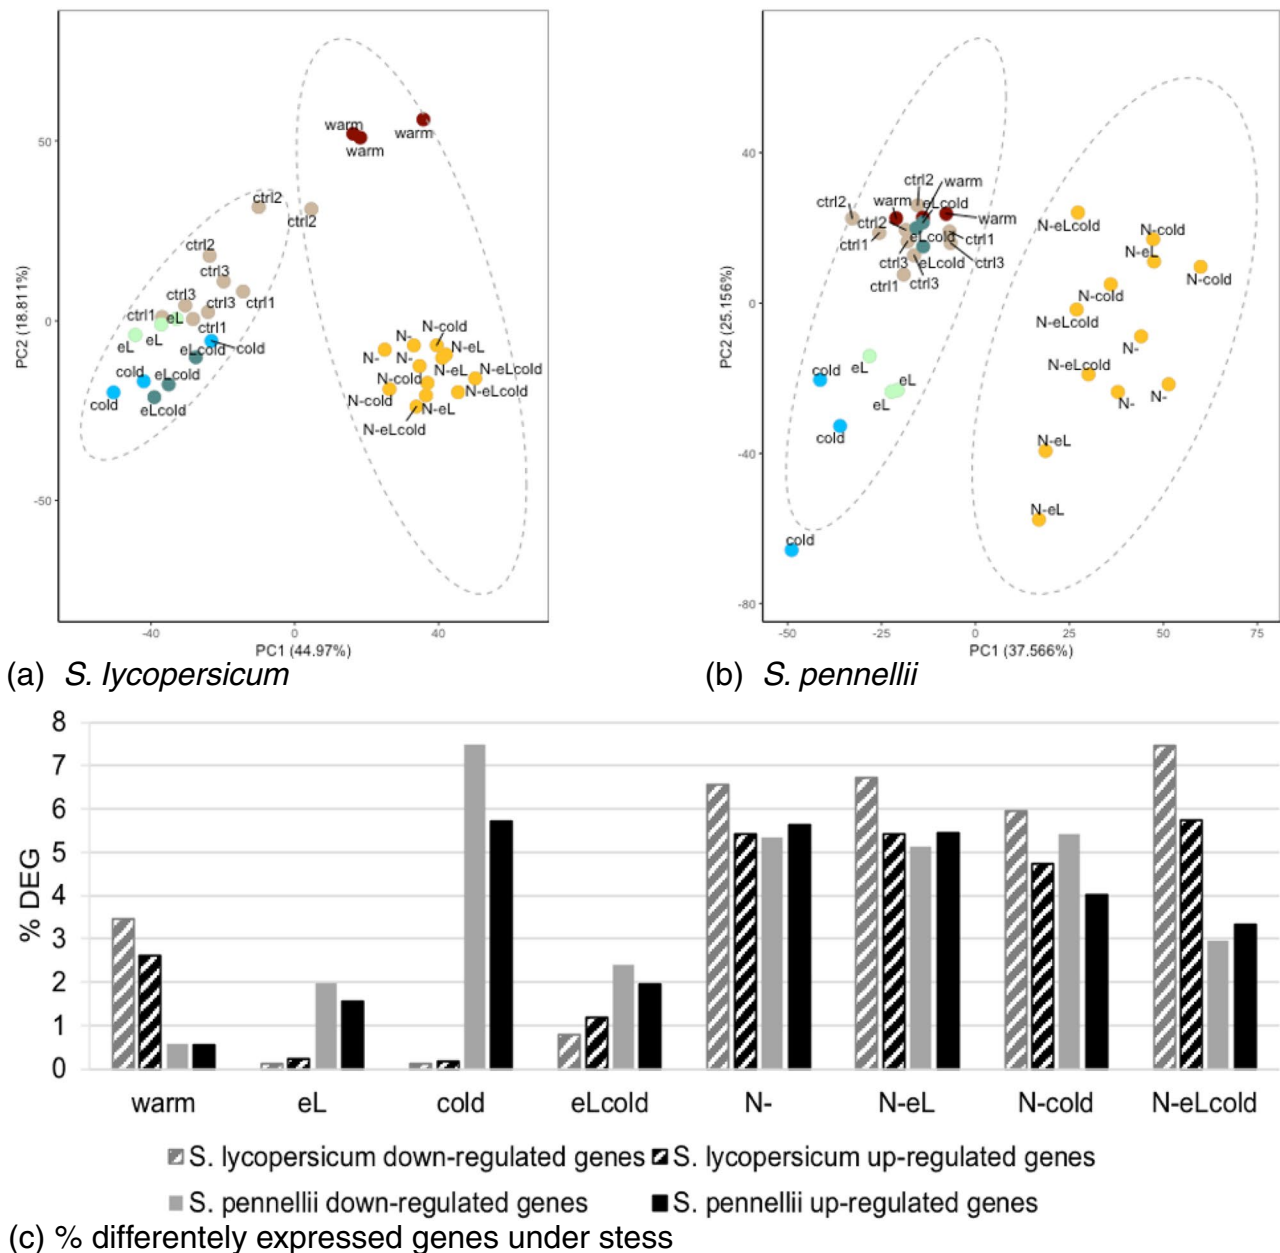 warm
warm
warm
ctrl2
ctrl2
ctrl2
ctrl3
ctrl3
ctrl3
ctrl1
ctrl1
ctrl1
eL
eL
eL
cold
cold
cold
eLcold
eLcold
eLcold
N-cold
N-
N-eL
N-
N-eL
N-eLcold
N-cold
N-eLcold
N-cold
N-eL
N-eLcold
50
0
-50
PC2 (18.811%)
-40
0
40
PC1 (44.97%)
(a) S. lycopersicum
ctrl2
warm
ctrl2
warm
eLcold
warm
ctrl2
ctrl1
eLcold
ctrl1
ctrl3
eLcold
ctrl3
ctrl1
ctrl3
eL
eL
eL
cold
cold
cold
N-eLcold
N-cold
N-eL
N-cold
N-cold
N-eLcold
N-
N-eLcold
N-
N-
N-eL
N-eL
40
0
-40
-80
PC2 (25.156%)
-50
-25
0
25
50
75
PC1 (37.566%)
(b) S. pennellii
8
7
6
5
4
3
2
1
0
% DEG
warm eL cold eLcold N- N-eL N-cold N-eLcold
S. lycopersicum down-regulated genes S. lycopersicum up-regulated genes
S. pennellii down-regulated genes S. pennellii up-regulated genes
(c) % differentely expressed genes under stess